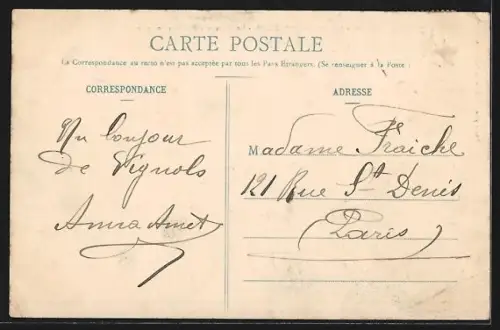 CARTE POSTALE
La Correspondance au recto n'est pas acceptée par tous les Pays Etrangers. (Se renseigner à la Poste
CORRESPONDANCE
Un bonjour
de Vignols
Anna Amet
ADRESSE
Madame Fraiche
121 Rue St Denis
(Paris)